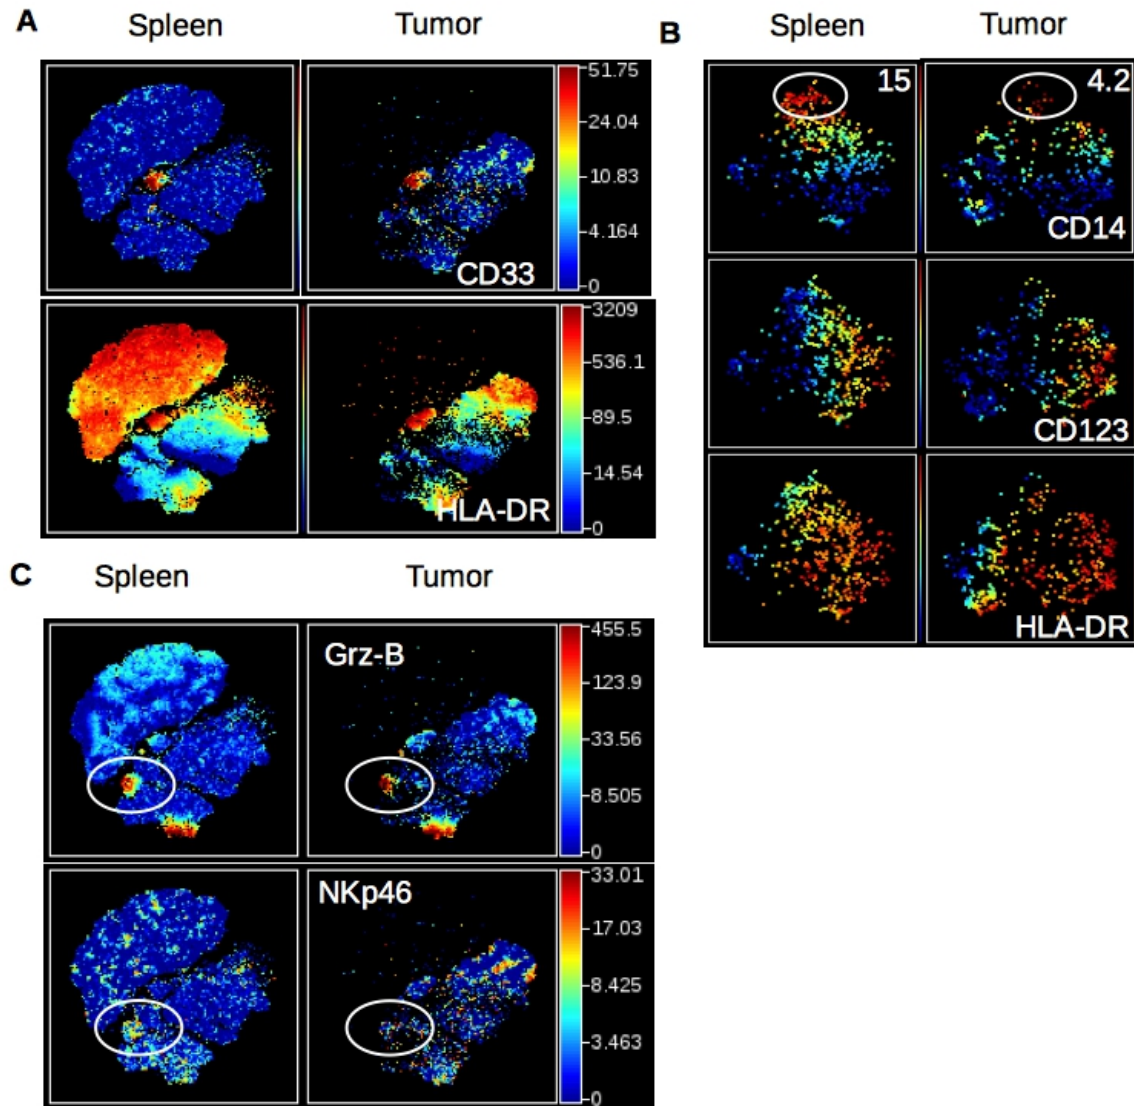 A
Spleen Tumor
51.75
24.04
10.83
4.164
0
CD33
3209
536.1
89.5
14.54
0
HLA-DR
B
Spleen Tumor
15 4.2
CD14
CD123
HLA-DR
C
Spleen Tumor
Grz-B
455.5
123.9
33.56
8.505
0
NKp46
33.01
17.03
8.425
3.463
0